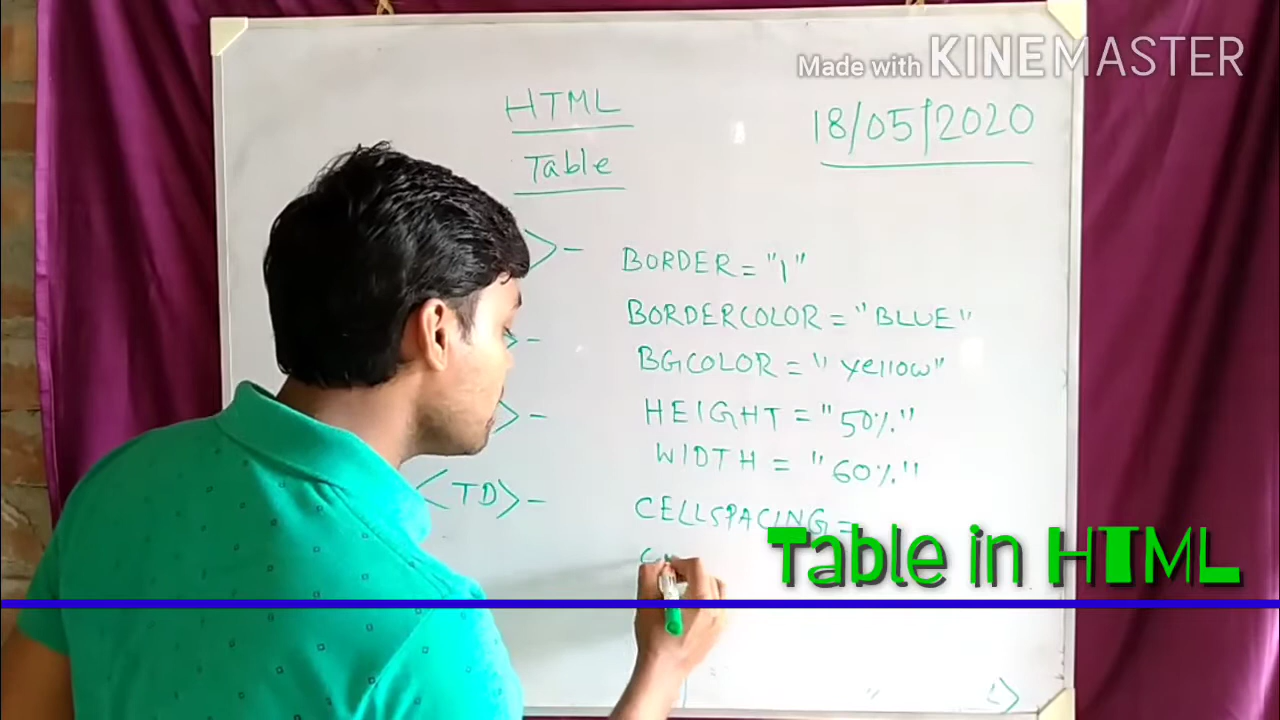 Made with KINEMASTER
HTML
18/05/2020
Table
> -
BORDER = "1"
BORDERCOLOR = "BLUE"
> -
BGCOLOR = "Yellow"
> -
HEIGHT = "50%."
WIDTH = "60%."
<TD> -
CELLSPACING =
Table in HTML